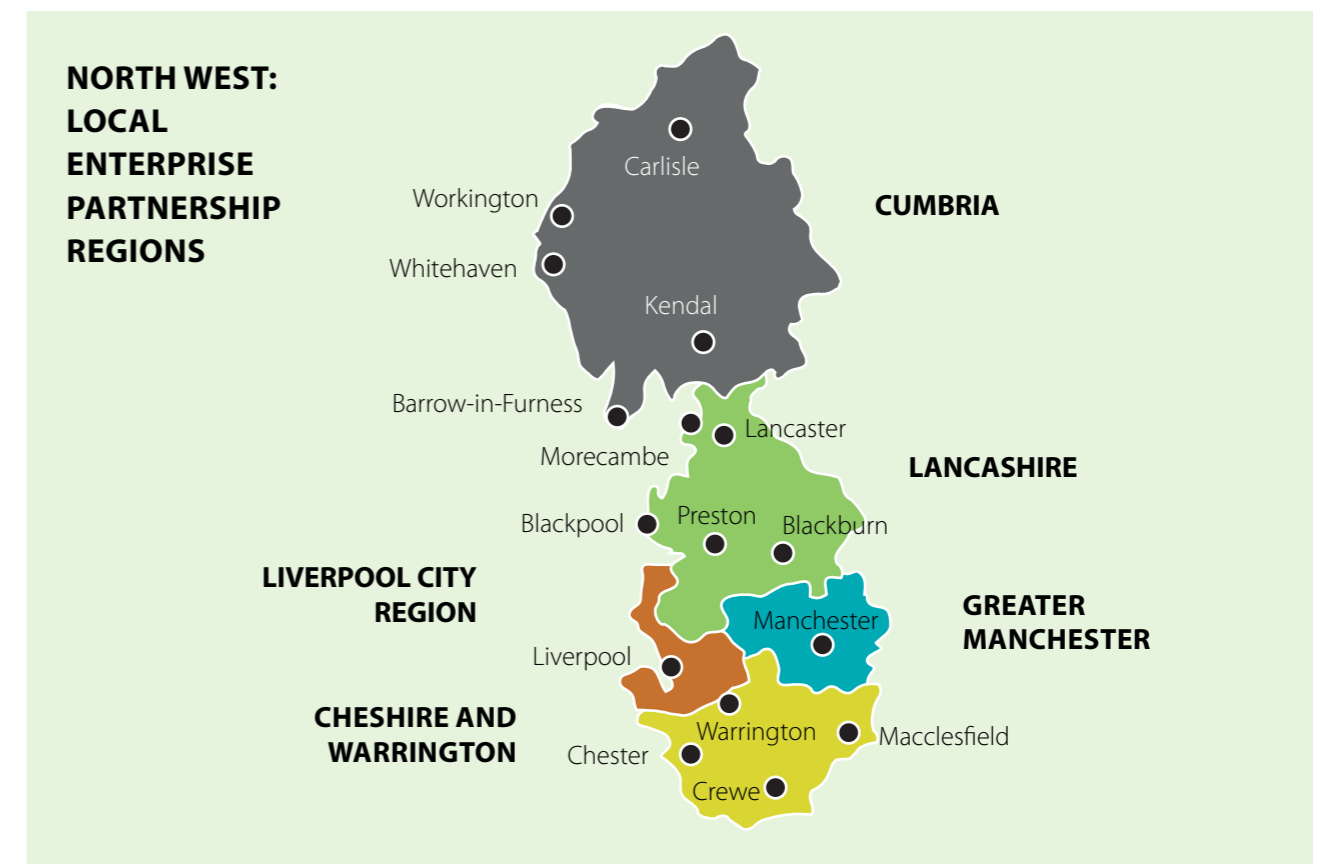 NORTH WEST:
LOCAL
ENTERPRISE
PARTNERSHIP
REGIONS
Carlisle
Workington
CUMBRIA
Whitehaven
Kendal
Barrow-in-Furness
Lancaster
Morecambe
LANCASHIRE
Preston
Blackpool
Blackburn
LIVERPOOL CITY
REGION
GREATER
MANCHESTER
Manchester
Liverpool
CHESHIRE AND
WARRINGTON
Warrington
Macclesfield
Chester
Crewe